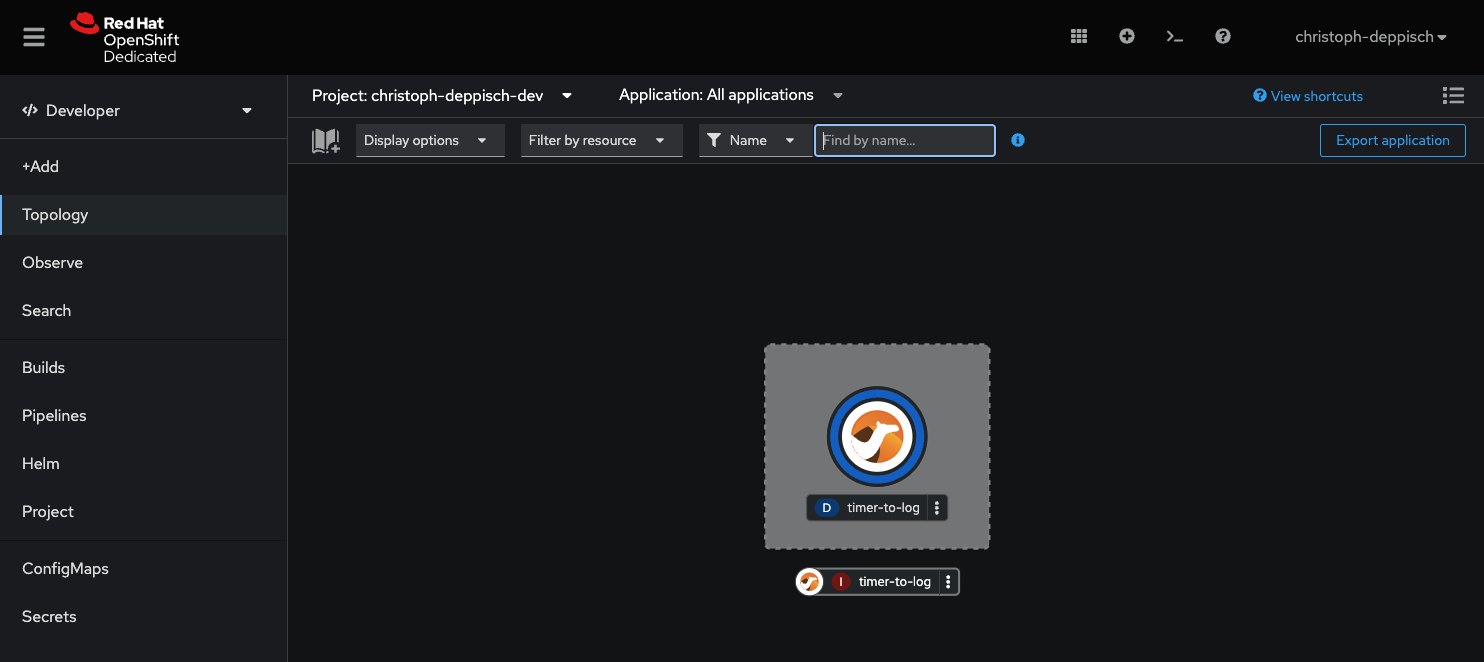 Red Hat
OpenShift
Dedicated
christoph-deppisch
Developer
Project: christoph-deppisch-dev
Application: All applications
View shortcuts
Display options
Filter by resource
Name
Find by name...
Export application
+Add
Topology
Observe
Search
Builds
Pipelines
Helm
Project
ConfigMaps
Secrets
D timer-to-log
I timer-to-log